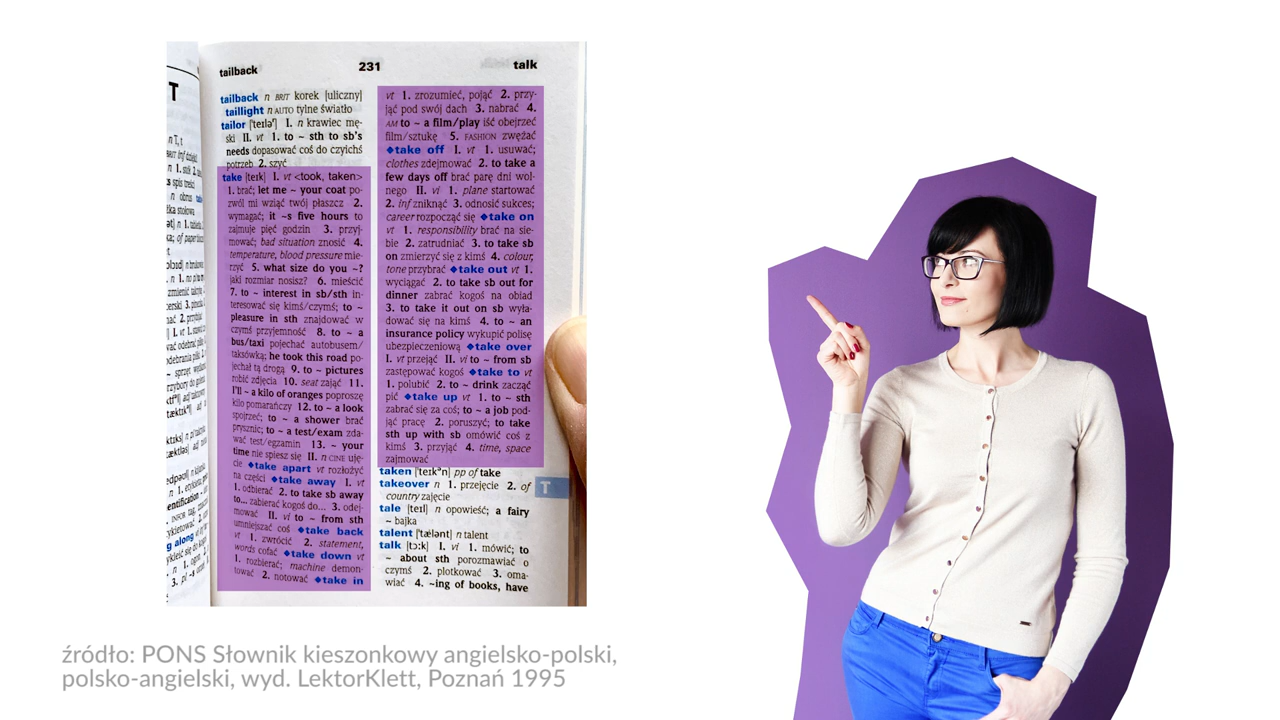 T
tailback 231 talk
tailback n BRIT korek |uliczny|
taillight n AUTO tylne światło
tailor ['teɪləʳ] I. n krawiec mę-
ski II. vt 1. to ~ sth to sb's
needs dopasować coś do czyichś
potrzeb 2. szyć
take |teɪk| I. vt <took, taken>
1. brać; let me ~ your coat po-
zwól mi wziąć twój płaszcz 2.
wymagać; it ~s five hours to
zajmuje pięć godzin 3. przyj-
mować; bad situation znosić 4.
temperature, blood pressure mie-
rzyć 5. what size do you ~?
jaki rozmiar nosisz? 6. mieścić
7. to ~ interest in sb/sth in-
teresować się kimś/czymś; to ~
pleasure in sth znajdować w
czymś przyjemność 8. to ~ a
bus/taxi pojechać autobusem/
taksówką; he took this road po-
jechał tą drogą 9. to ~ pictures
robić zdjęcia 10. seat zająć 11.
I'll ~ a kilo of oranges poproszę
kilo pomarańczy 12. to ~ a look
spojrzeć; to ~ a shower brać
prysznic; to ~ a test/exam zda-
wać test/egzamin 13. ~ your
time nie spiesz się II. n CINE uję-
cie ◆take apart vt rozłożyć
na części ◆take away I. vt
1. odbierać 2. to take sb away
to... zabierać kogoś do... 3. odej-
mować II. vi to ~ from sth
umniejszać coś ◆take back
vt 1. zwrócić 2. statement,
words cofać ◆take down vt
1. rozbierać; machine demon-
tować 2. notować ◆take in
vt 1. zrozumieć, pojąć 2. przy-
jąć pod swój dach 3. nabrać 4.
AM to ~ a film/play iść obejrzeć
film/sztukę 5. FASHION zwężać
◆take off I. vt 1. usuwać;
clothes zdejmować 2. to take a
few days off brać parę dni wol-
nego II. vi 1. plane startować
2. inf zniknąć 3. odnosić sukces;
career rozpocząć się ◆take on
vt 1. responsibility brać na sie-
bie 2. zatrudniać 3. to take sb
on zmierzyć się z kimś 4. colour,
tone przybrać ◆take out vt 1.
wyciągać 2. to take sb out for
dinner zabrać kogoś na obiad
3. to take it out on sb wyła-
dować się na kimś 4. to ~ an
insurance policy wykupić polisę
ubezpieczeniową ◆take over
I. vt przejąć II. vi to ~ from sb
zastępować kogoś ◆take to vt
1. polubić 2. to ~ drink zacząć
pić ◆take up vt 1. to ~ sth
zabrać się za coś; to ~ a job pod-
jąć pracę 2. poruszyć; to take
sth up with sb omówić coś z
kimś 3. przyjąć 4. time, space
zajmować
taken ['teɪkᵊn] pp of take
takeover n 1. przejęcie 2. of
country zajęcie
tale |teɪl| n opowieść; a fairy
~ bajka
talent ['tælənt] n talent
talk |tɔːk| I. vi 1. mówić; to
~ about sth porozmawiać o
czymś 2. plotkować 3. oma-
wiać 4. ~ing of books, have
T
źródło: PONS Słownik kieszonkowy angielsko-polski,
polsko-angielski, wyd. LektorKlett, Poznań 1995